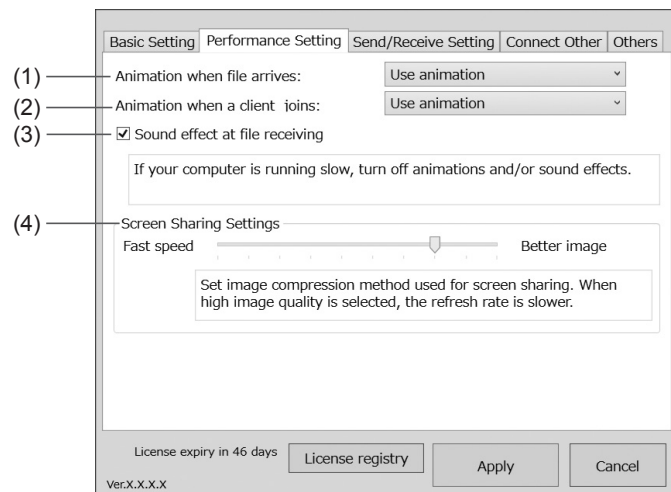 Basic Setting Performance Setting Send/Receive Setting Connect Other Others
(1) Animation when file arrives: Use animation
(2) Animation when a client joins: Use animation
(3) Sound effect at file receiving
If your computer is running slow, turn off animations and/or sound effects.
(4) Screen Sharing Settings
Fast speed Better image
Set image compression method used for screen sharing. When
high image quality is selected, the refresh rate is slower.
License expiry in 46 days License registry Apply Cancel
Ver.X.X.X.X